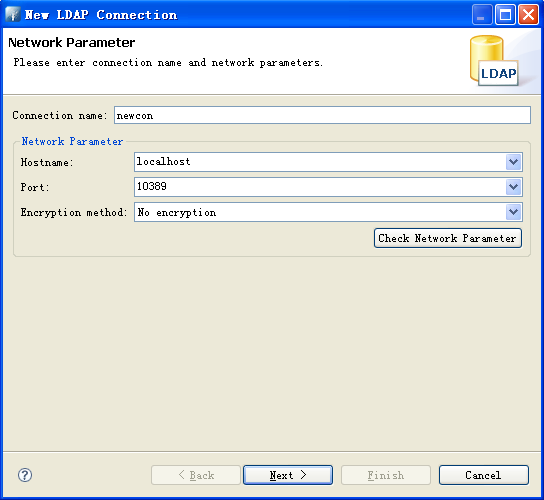 New LDAP Connection
Network Parameter
Please enter connection name and network parameters.
LDAP
Connection name: newcon
Network Parameter
Hostname: localhost
Port: 10389
Encryption method: No encryption
Check Network Parameter
? < Back Next > Finish Cancel